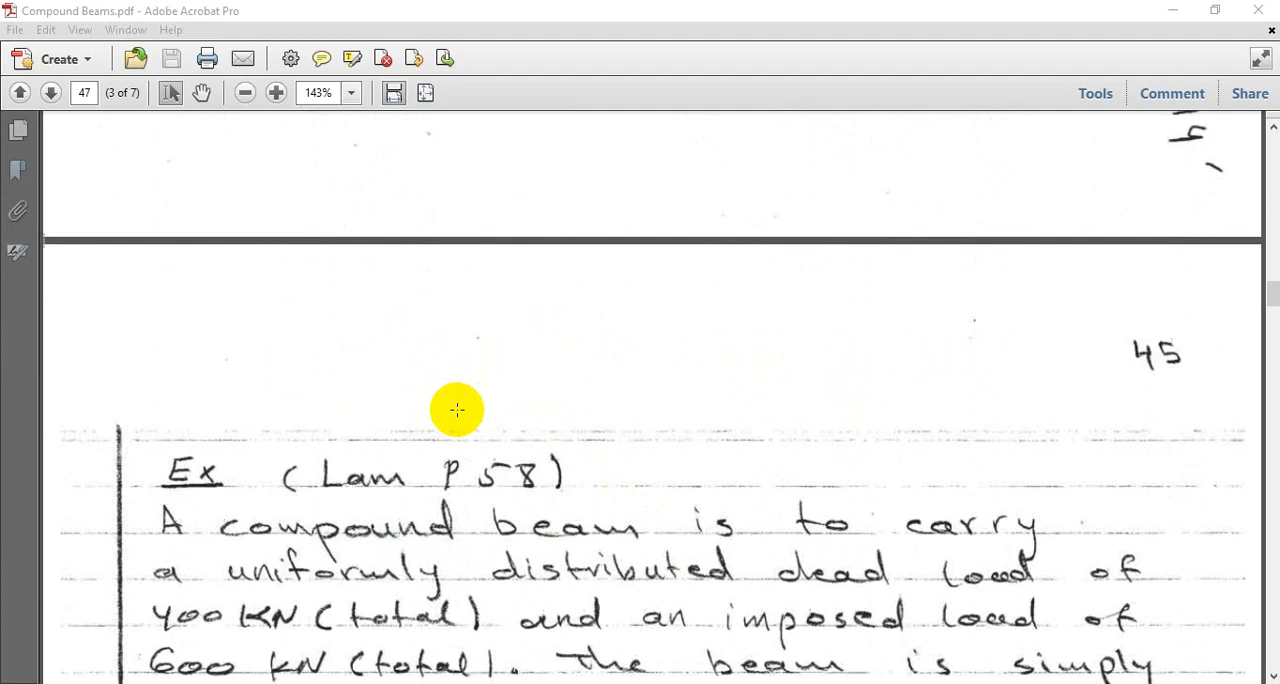 Compound Beams.pdf - Adobe Acrobat Pro
File Edit View Window Help
Create
47 (3 of 7) 143% Tools Comment Share
45
Ex (Lam P 58)
A compound beam is to carry
a uniformly distributed dead load of
400 KN (total) and an imposed load of
600 kN (total). The beam is simply